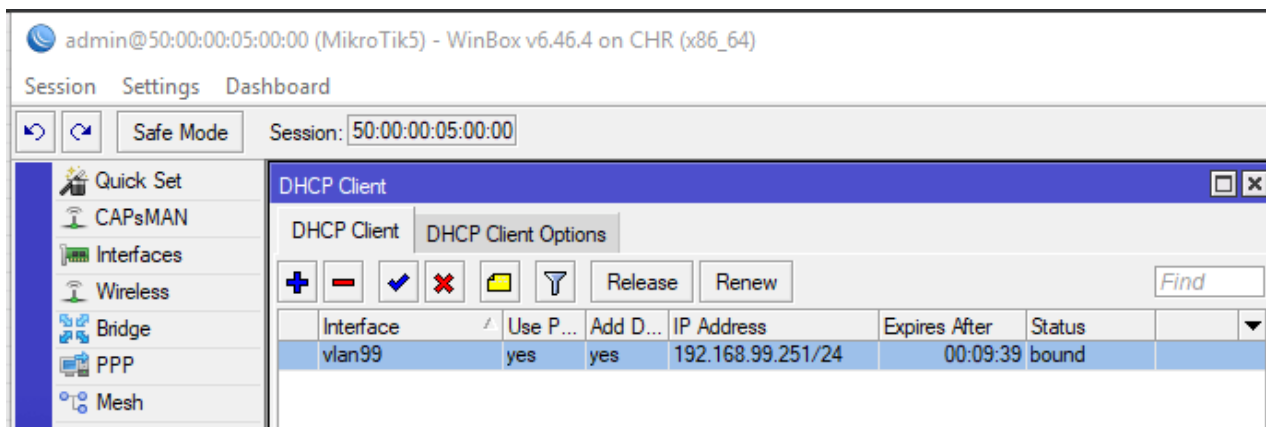 admin@50:00:00:05:00:00 (MikroTik5) - WinBox v6.46.4 on CHR (x86_64)
Session Settings Dashboard
Safe Mode Session: 50:00:00:05:00:00
Quick Set
CAPsMAN
Interfaces
Wireless
Bridge
PPP
Mesh
DHCP Client
DHCP Client DHCP Client Options
Release Renew Find
Interface Use P... Add D... IP Address Expires After Status
vlan99 yes yes 192.168.99.251/24 00:09:39 bound